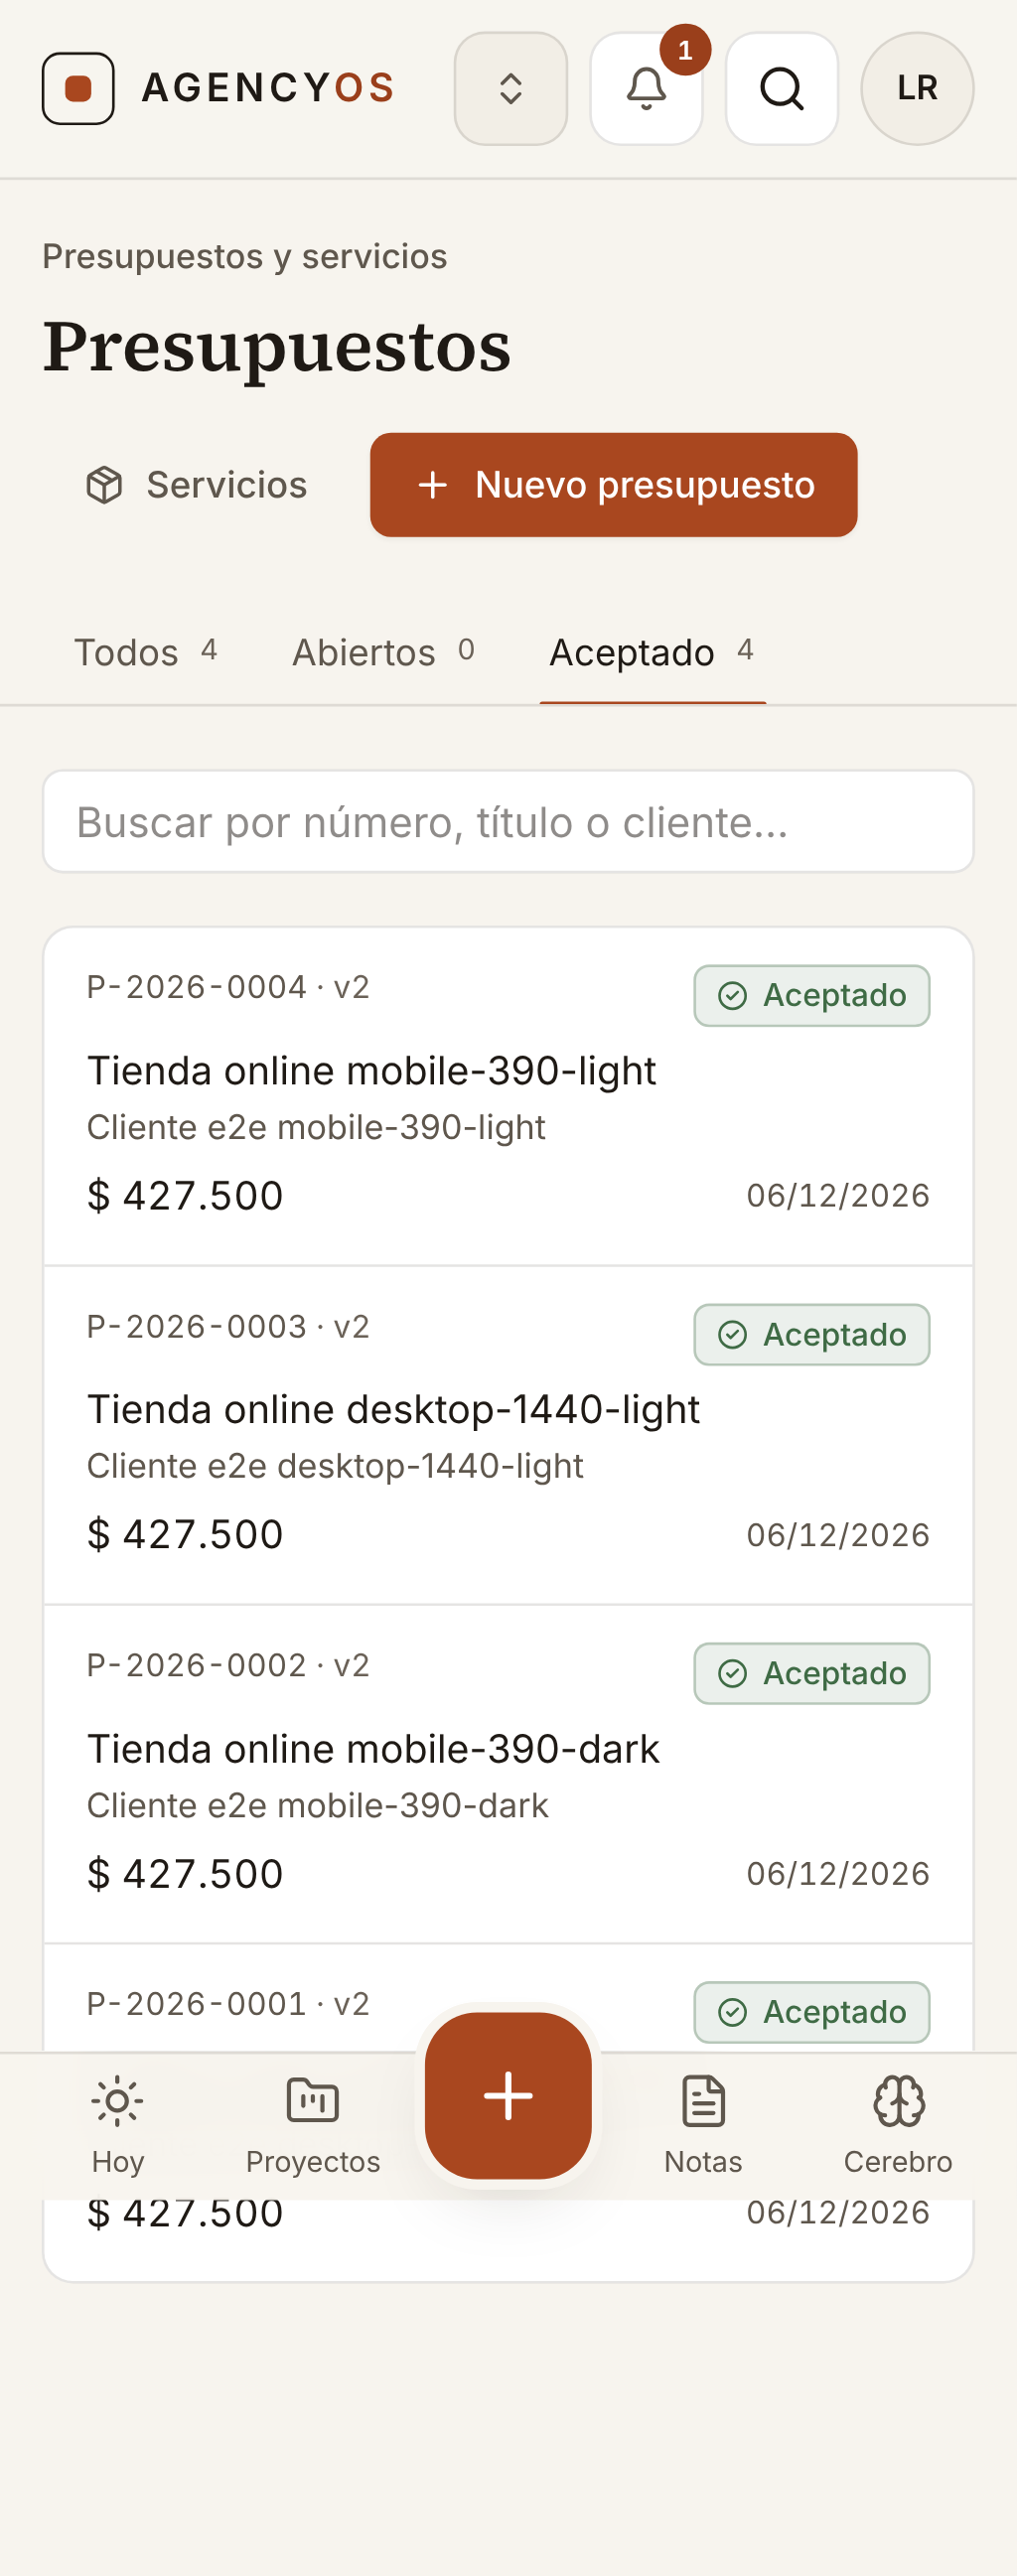 AGENCYOS
1
LR
Presupuestos y servicios
Presupuestos
Servicios
Nuevo presupuesto
Todos 4 Abiertos 0 Aceptado 4
Buscar por número, título o cliente...
P-2026-0004 · v2 Aceptado
Tienda online mobile-390-light
Cliente e2e mobile-390-light
$ 427.500 06/12/2026
P-2026-0003 · v2 Aceptado
Tienda online desktop-1440-light
Cliente e2e desktop-1440-light
$ 427.500 06/12/2026
P-2026-0002 · v2 Aceptado
Tienda online mobile-390-dark
Cliente e2e mobile-390-dark
$ 427.500 06/12/2026
P-2026-0001 · v2 Aceptado
Hoy Proyectos Notas Cerebro
$ 427.500 06/12/2026